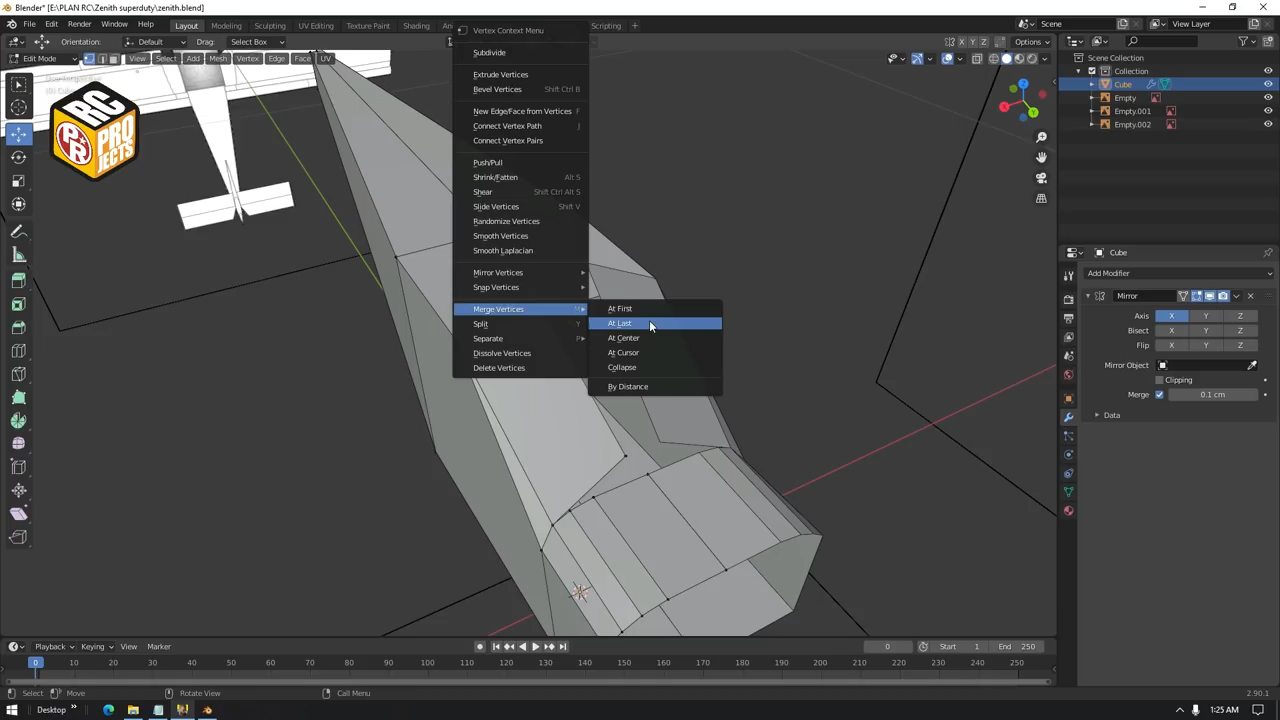 Blender* [E:\PLAN RC\Zenith superduty\zenith.blend]
File Edit Render Window Help Layout Modeling Sculpting UV Editing Texture Paint Shading Scripting + Scene View Layer
Orientation: Default Drag: Select Box X Y Z Options
Edit Mode View Select Add Mesh Vertex Edge Face UV
RC
PR
PROJECTS
Vertex Context Menu
Subdivide
Extrude Vertices
Bevel Vertices Shift Ctrl B
New Edge/Face from Vertices F
Connect Vertex Path J
Connect Vertex Pairs
Push/Pull
Shrink/Fatten Alt S
Shear Shift Ctrl Alt S
Slide Vertices Shift V
Randomize Vertices
Smooth Vertices
Smooth Laplacian
Mirror Vertices
Snap Vertices
Merge Vertices M
Split Y
Separate P
Dissolve Vertices
Delete Vertices
At First
At Last
At Center
At Cursor
Collapse
By Distance
Z
X
Y
Scene Collection
Collection
Cube
Empty
Empty.001
Empty.002
Cube
Add Modifier
Mirror
Axis X Y Z
Bisect X Y Z
Flip X Y Z
Mirror Object
Clipping
Merge 0.1 cm
Data
Playback Keying View Marker 0 Start 1 End 250
0 10 20 30 40 50 60 70 80 90 100 110 120 130 140 150 160 170 180 190 200 210 220 230 240 250
Select Move Rotate View Call Menu 2.90.1
Desktop 1:25 AM